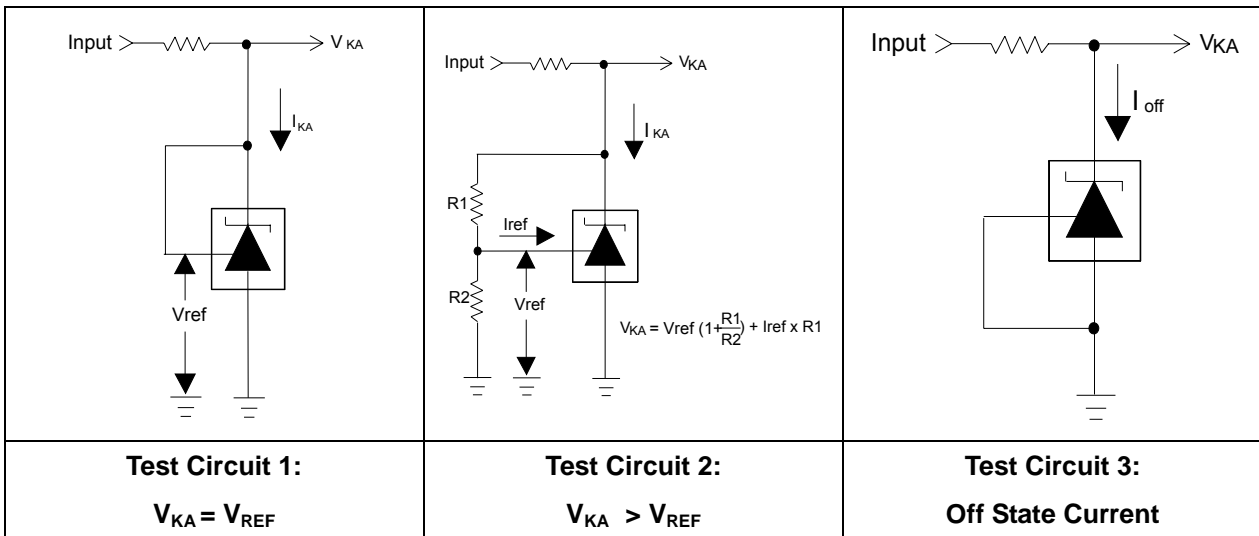 Input
V KA
I KA
Vref
Test Circuit 1:
VKA = VREF
Input
VKA
I KA
R1
Iref
R2
Vref
VKA = Vref (1+R1/R2) + Iref x R1
Test Circuit 2:
VKA > VREF
Input
VKA
I off
Test Circuit 3:
Off State Current